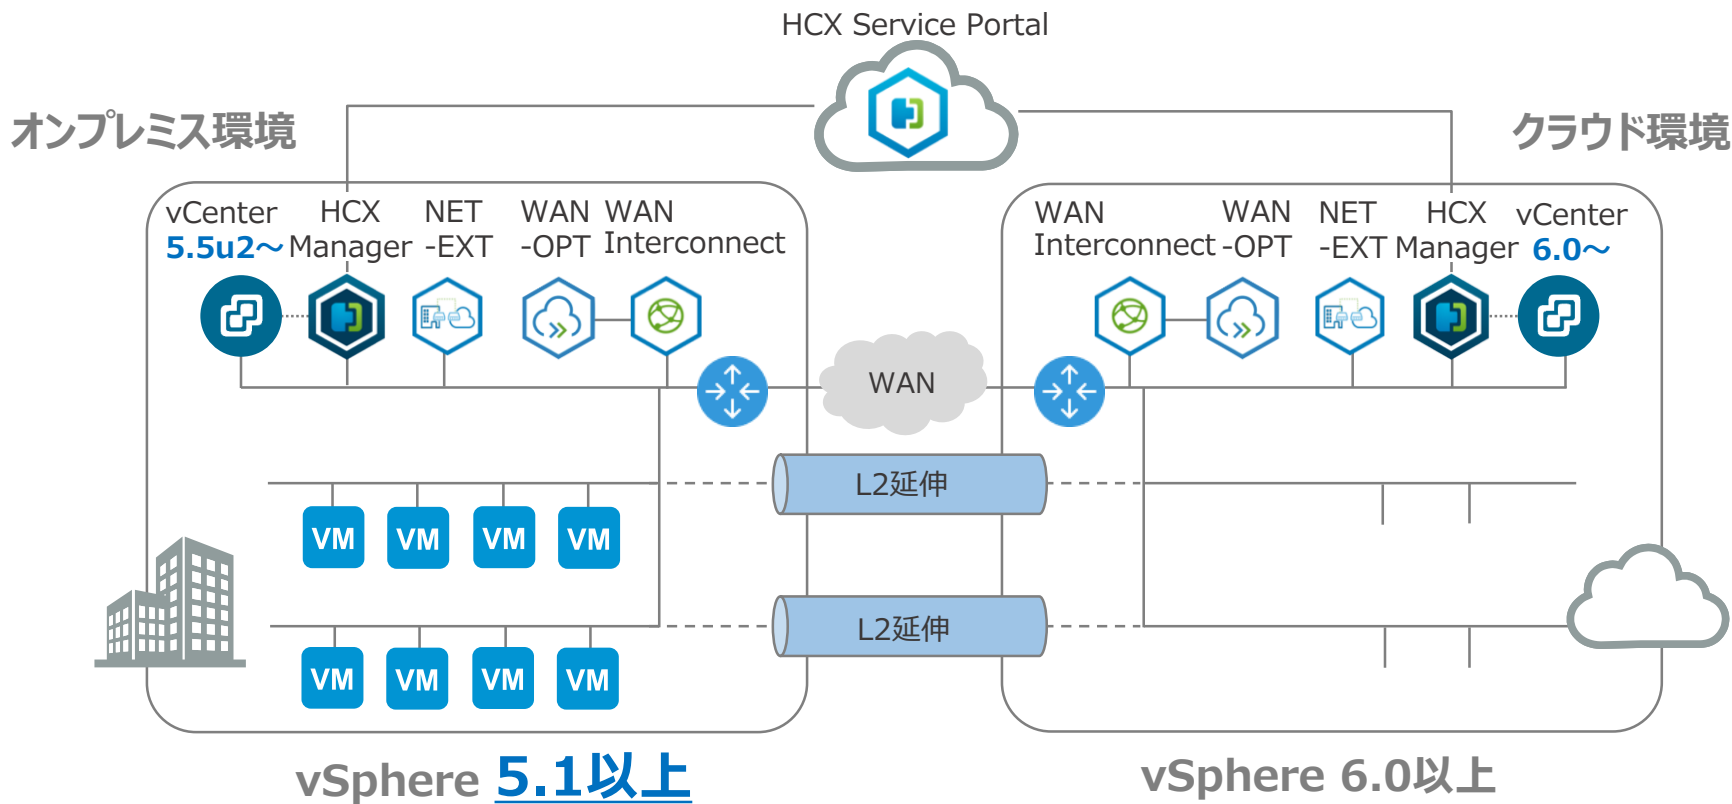 HCX Service Portal
オンプレミス環境
クラウド環境
vCenter
5.5u2～
HCX
Manager
NET
-EXT
WAN
-OPT
WAN
Interconnect
WAN
Interconnect
WAN
-OPT
NET
-EXT
HCX
Manager
vCenter
6.0～
WAN
L2延伸
VM VM VM VM
L2延伸
VM VM VM VM
vSphere 5.1以上
vSphere 6.0以上